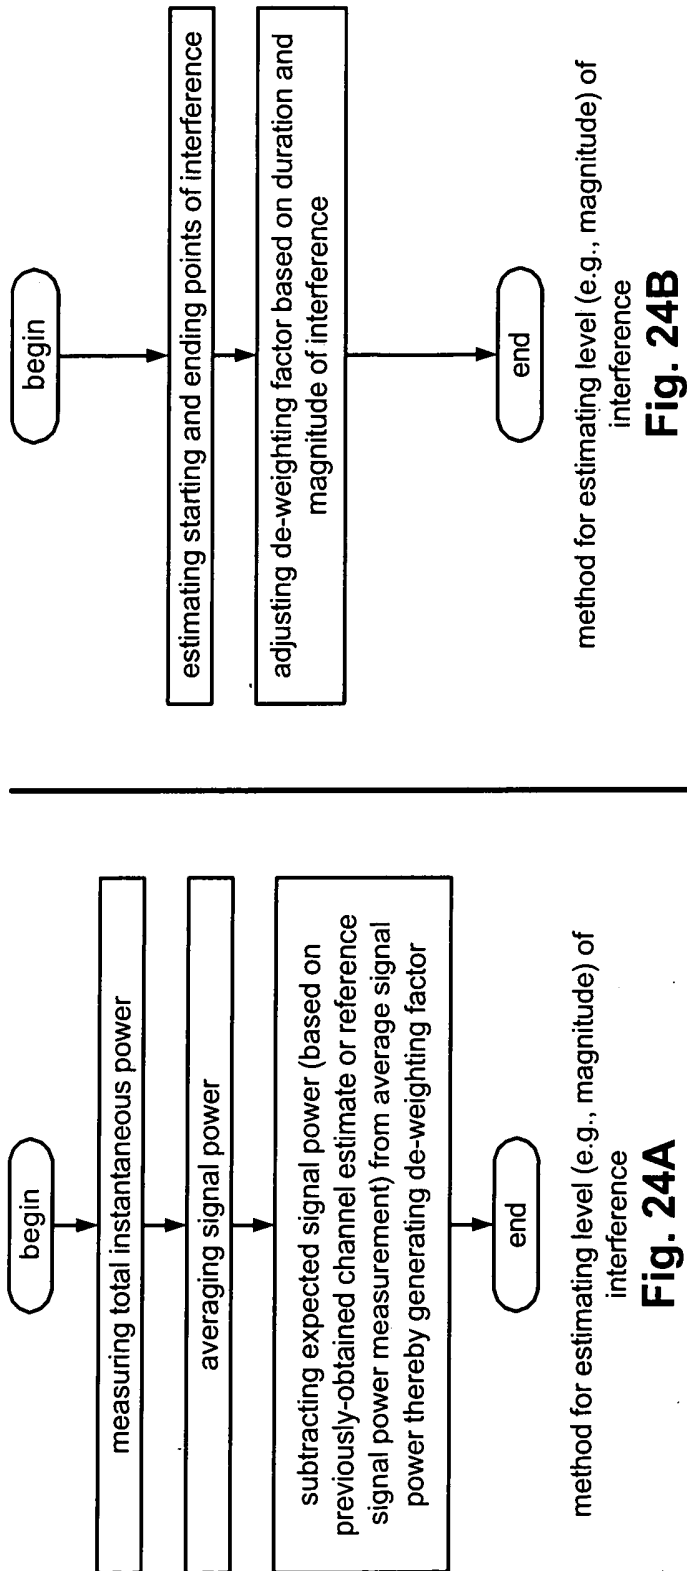 begin
measuring total instantaneous power
averaging signal power
subtracting expected signal power (based on
previously-obtained channel estimate or reference
signal power measurement) from average signal
power thereby generating de-weighting factor
end
method for estimating level (e.g., magnitude) of
interference
Fig. 24A
begin
estimating starting and ending points of interference
adjusting de-weighting factor based on duration and
magnitude of interference
end
method for estimating level (e.g., magnitude) of
interference
Fig. 24B